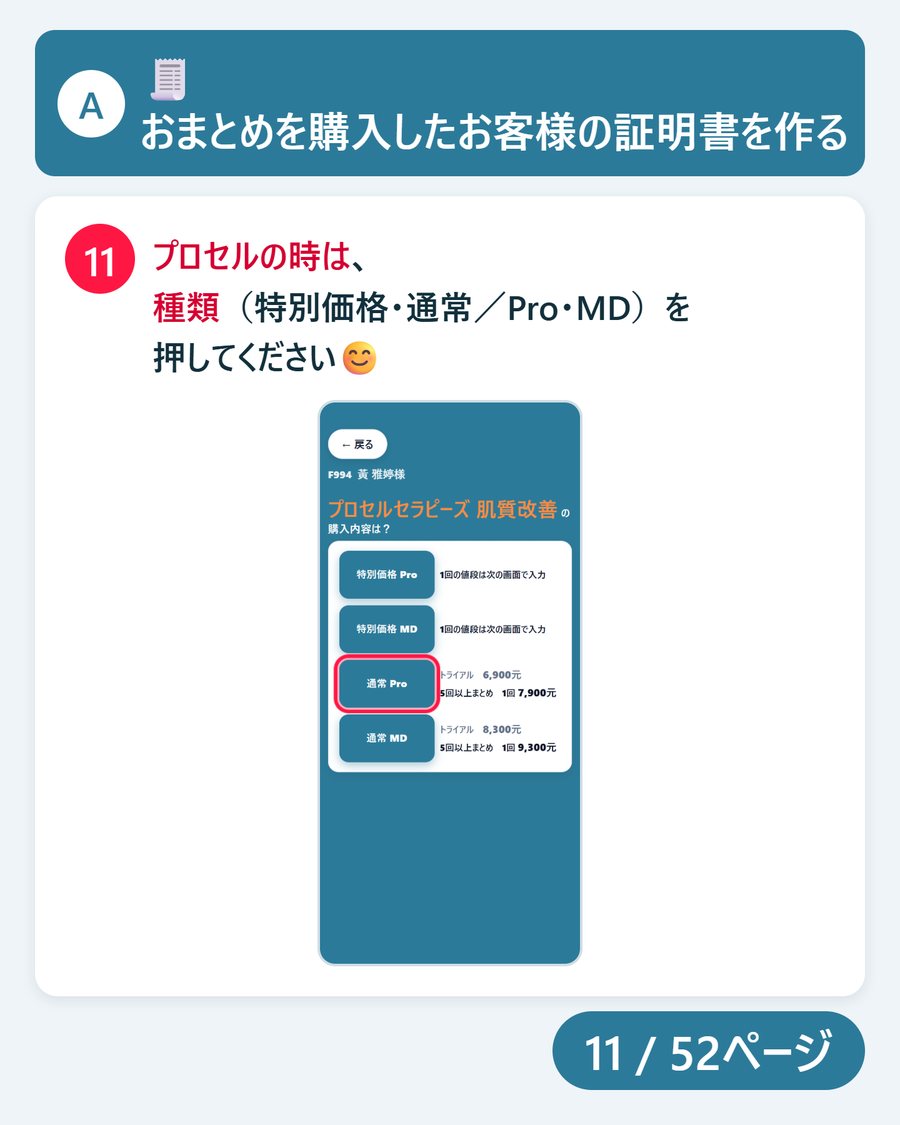 A
おまとめを購入したお客様の証明書を作る
11
プロセルの時は、
種類（特別価格・通常／Pro・MD）を
押してください😊
← 戻る
F994 黃 雅婷様
プロセルセラピーズ 肌質改善 の
購入内容は？
特別価格 Pro 1回の値段は次の画面で入力
特別価格 MD 1回の値段は次の画面で入力
通常 Pro
トライアル 6,900元
5回以上まとめ 1回 7,900元
通常 MD
トライアル 8,300元
5回以上まとめ 1回 9,300元
11 / 52ページ